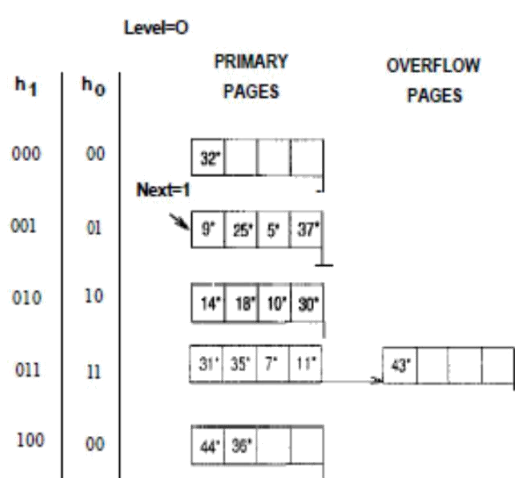 Level=O
PRIMARY PAGES OVERFLOW PAGES
h1 h0
000 00 32*
Next=1
001 01 9* 25* 5* 37*
010 10 14* 18* 10* 30*
011 11 31* 35* 7* 11* 43*
100 00 44* 36*